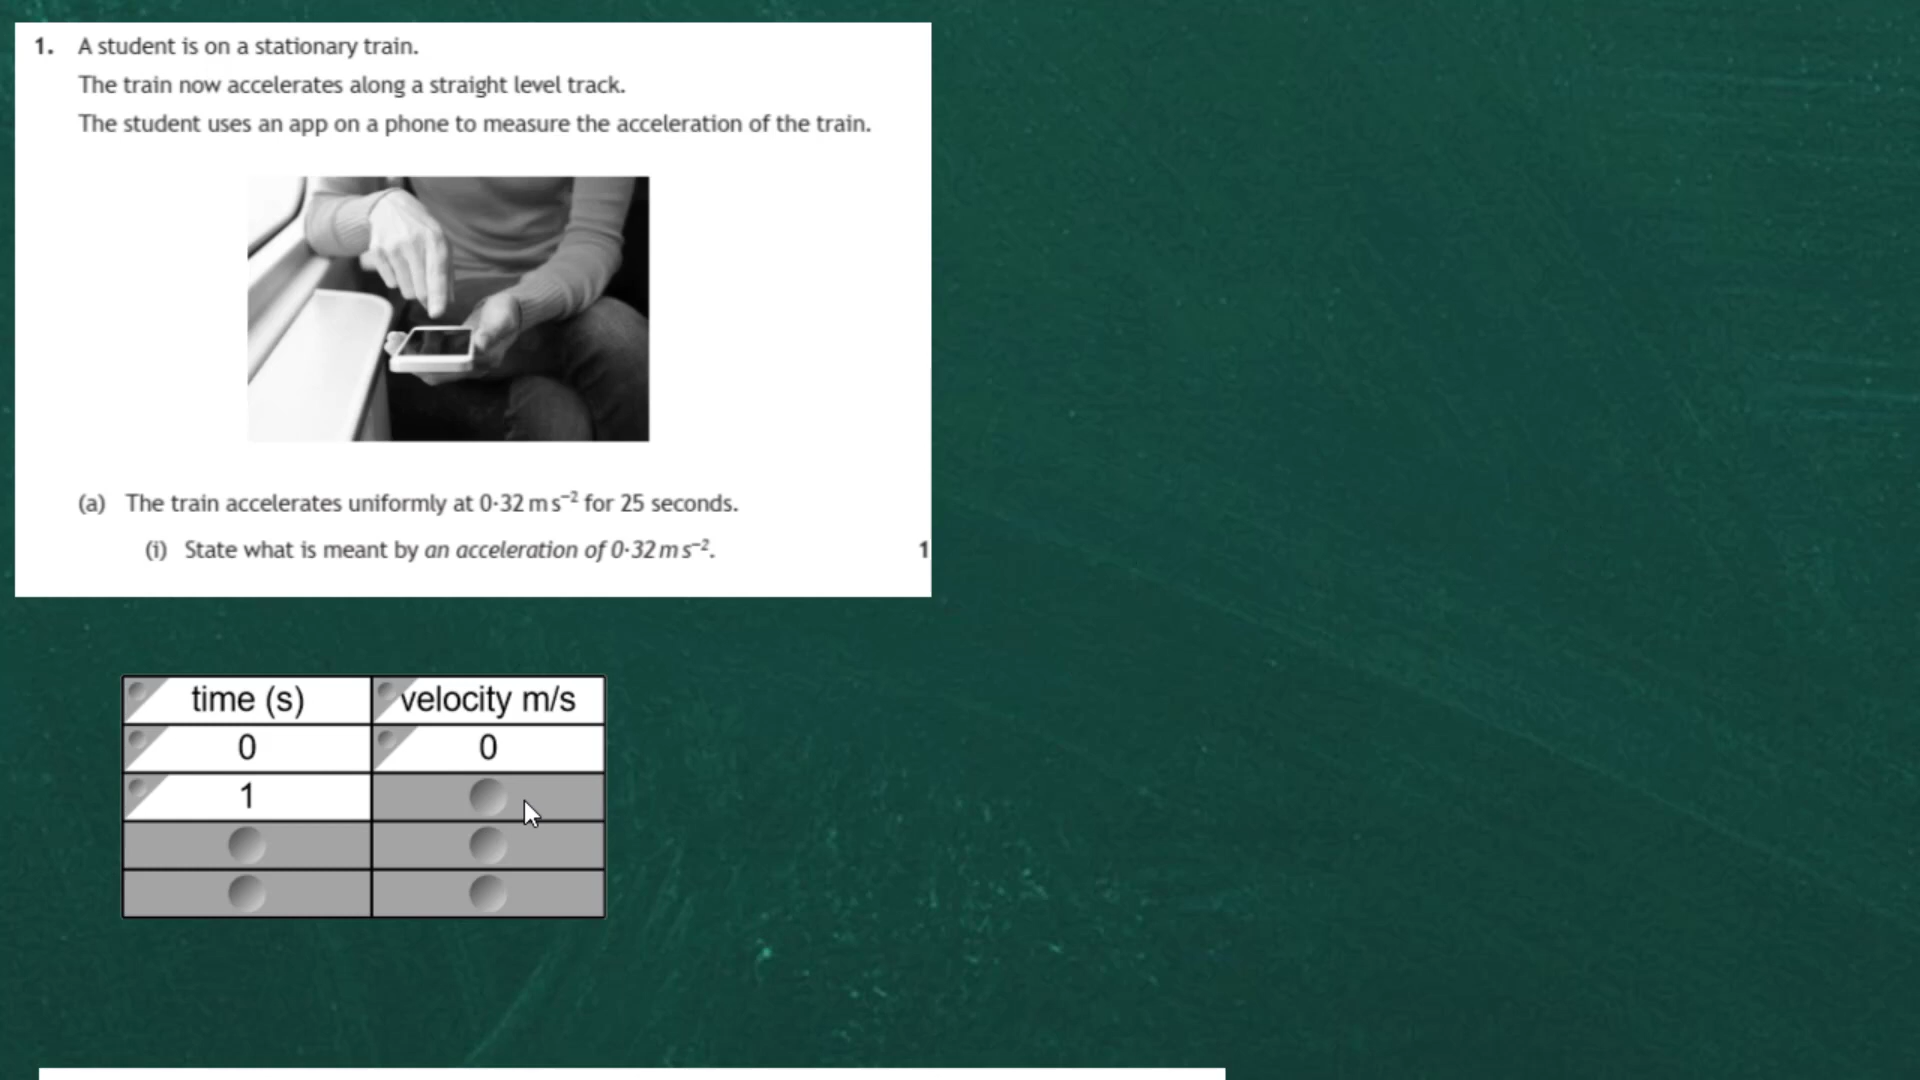 1. A student is on a stationary train.
The train now accelerates along a straight level track.
The student uses an app on a phone to measure the acceleration of the train.
(a) The train accelerates uniformly at 0·32 m s⁻² for 25 seconds.
(i) State what is meant by an acceleration of 0·32 m s⁻². 1
time (s) velocity m/s
0 0
1